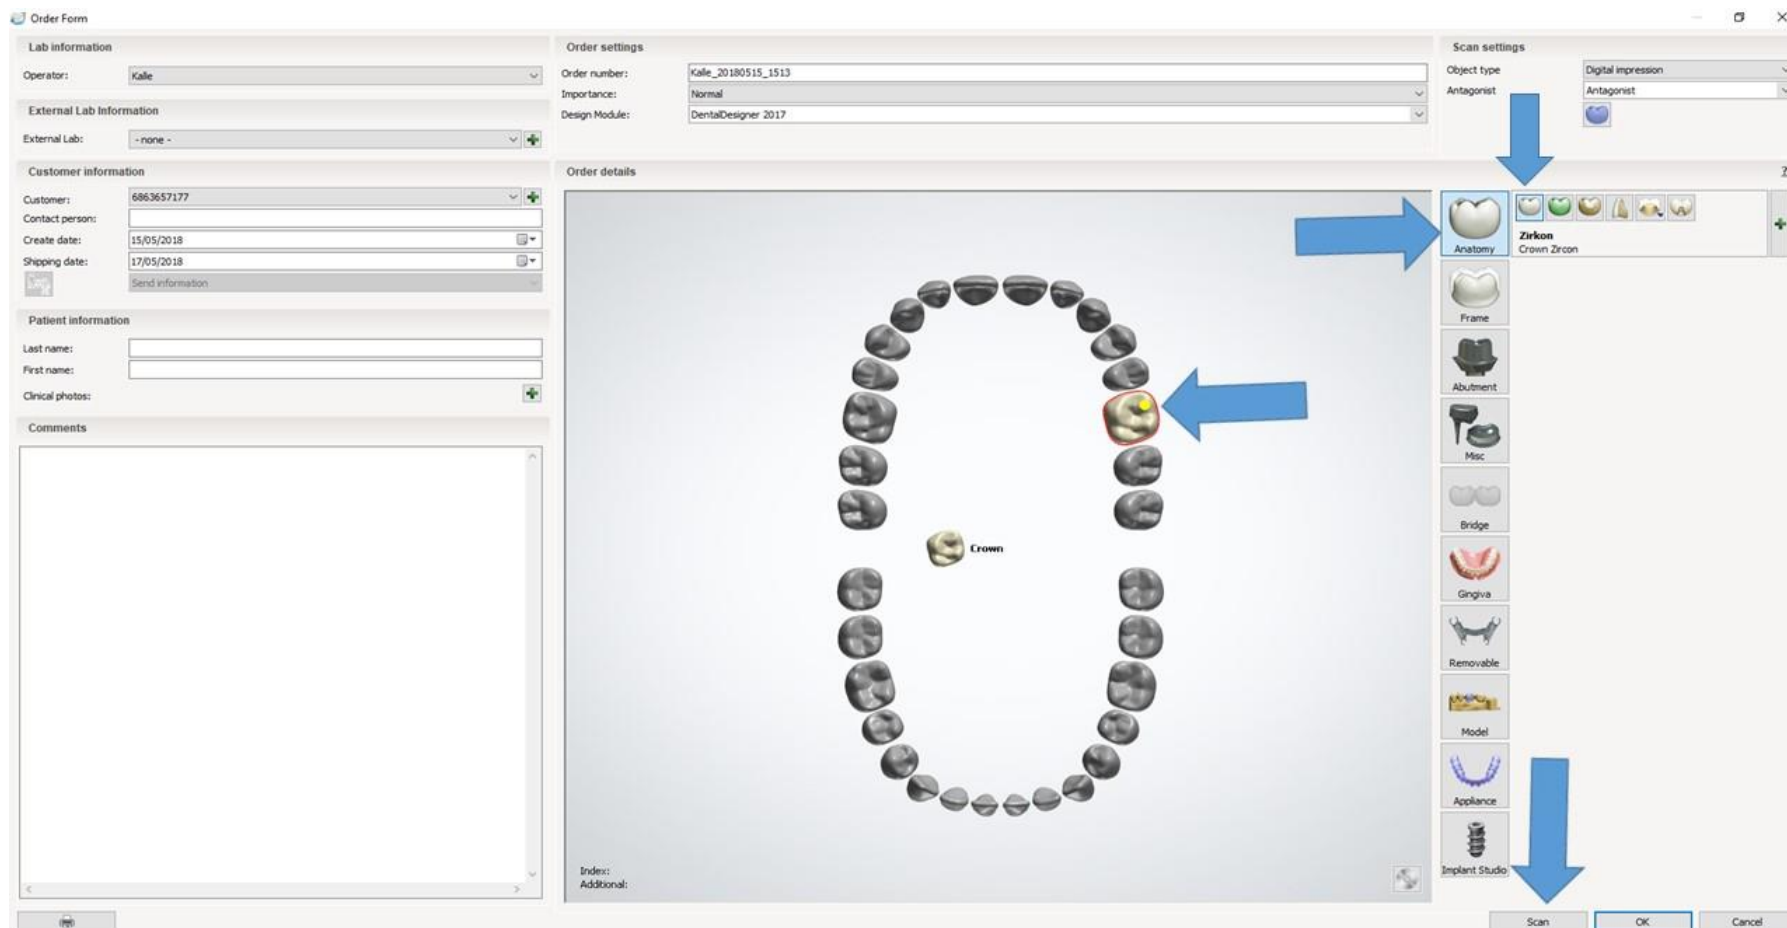 Order Form
Lab information
Operator: Kalle
External Lab Information
External Lab: - none -
Customer information
Customer: 6863657177
Contact person:
Create date: 15/05/2018
Shipping date: 17/05/2018
Send information
Patient information
Last name:
First name:
Clinical photos:
Comments
Order settings
Order number: Kalle_20180515_1513
Importance: Normal
Design Module: DentalDesigner 2017
Order details
Crown
Index:
Additional:
Scan settings
Object type Digital impression
Antagonist Antagonist
?
Anatomy
Zirkon
Crown Zircon
Frame
Abutment
Misc
Bridge
Gingiva
Removable
Model
Appliance
Implant Studio
Scan OK Cancel